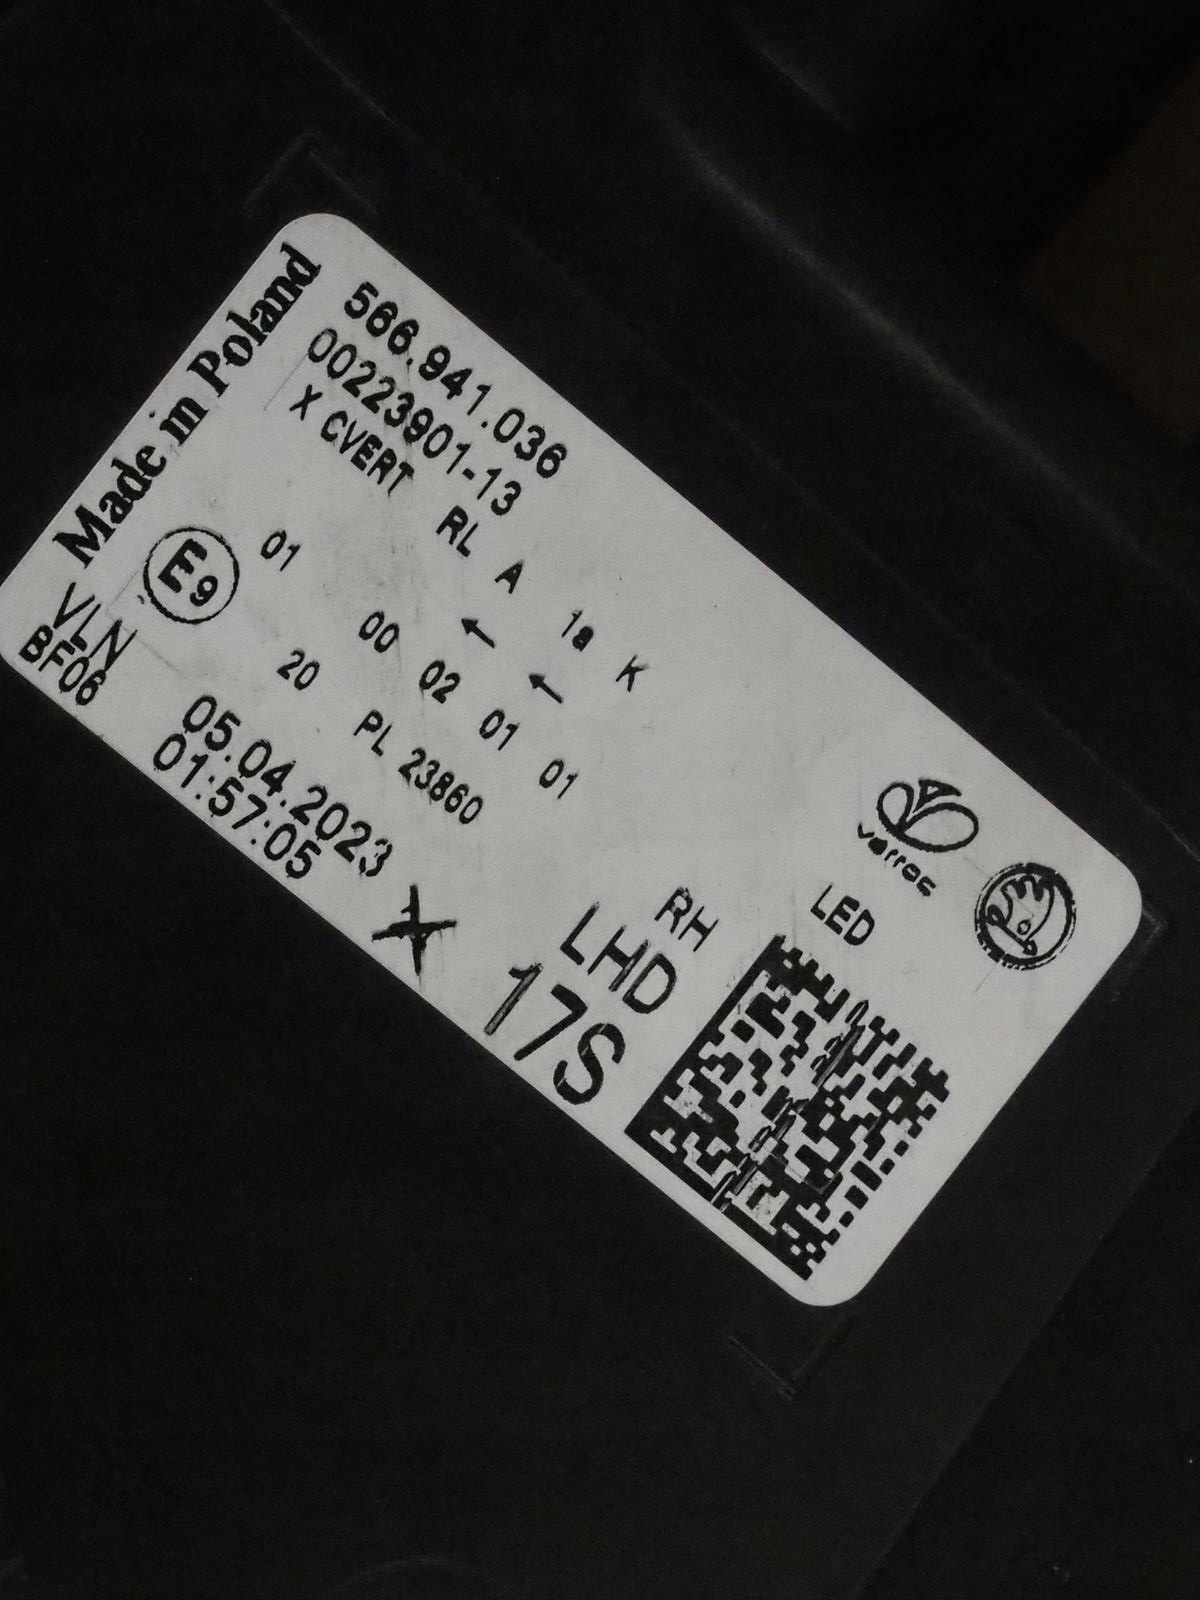 Made in Poland
566.941.036
00223901-13
X CVERT
RL A 1a K
E9
01
00 02 01 01
20
PL 23860
VLN
BF06
05.04.2023
01:57:05
X
varroc
LED
RH
LHD
17S